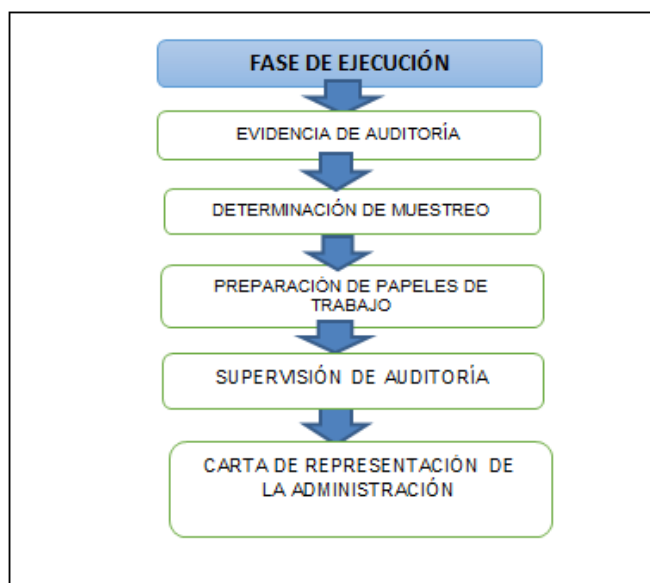 FASE DE EJECUCIÓN
EVIDENCIA DE AUDITORÍA
DETERMINACIÓN DE MUESTREO
PREPARACIÓN DE PAPELES DE
TRABAJO
SUPERVISIÓN DE AUDITORÍA
CARTA DE REPRESENTACIÓN DE
LA ADMINISTRACIÓN